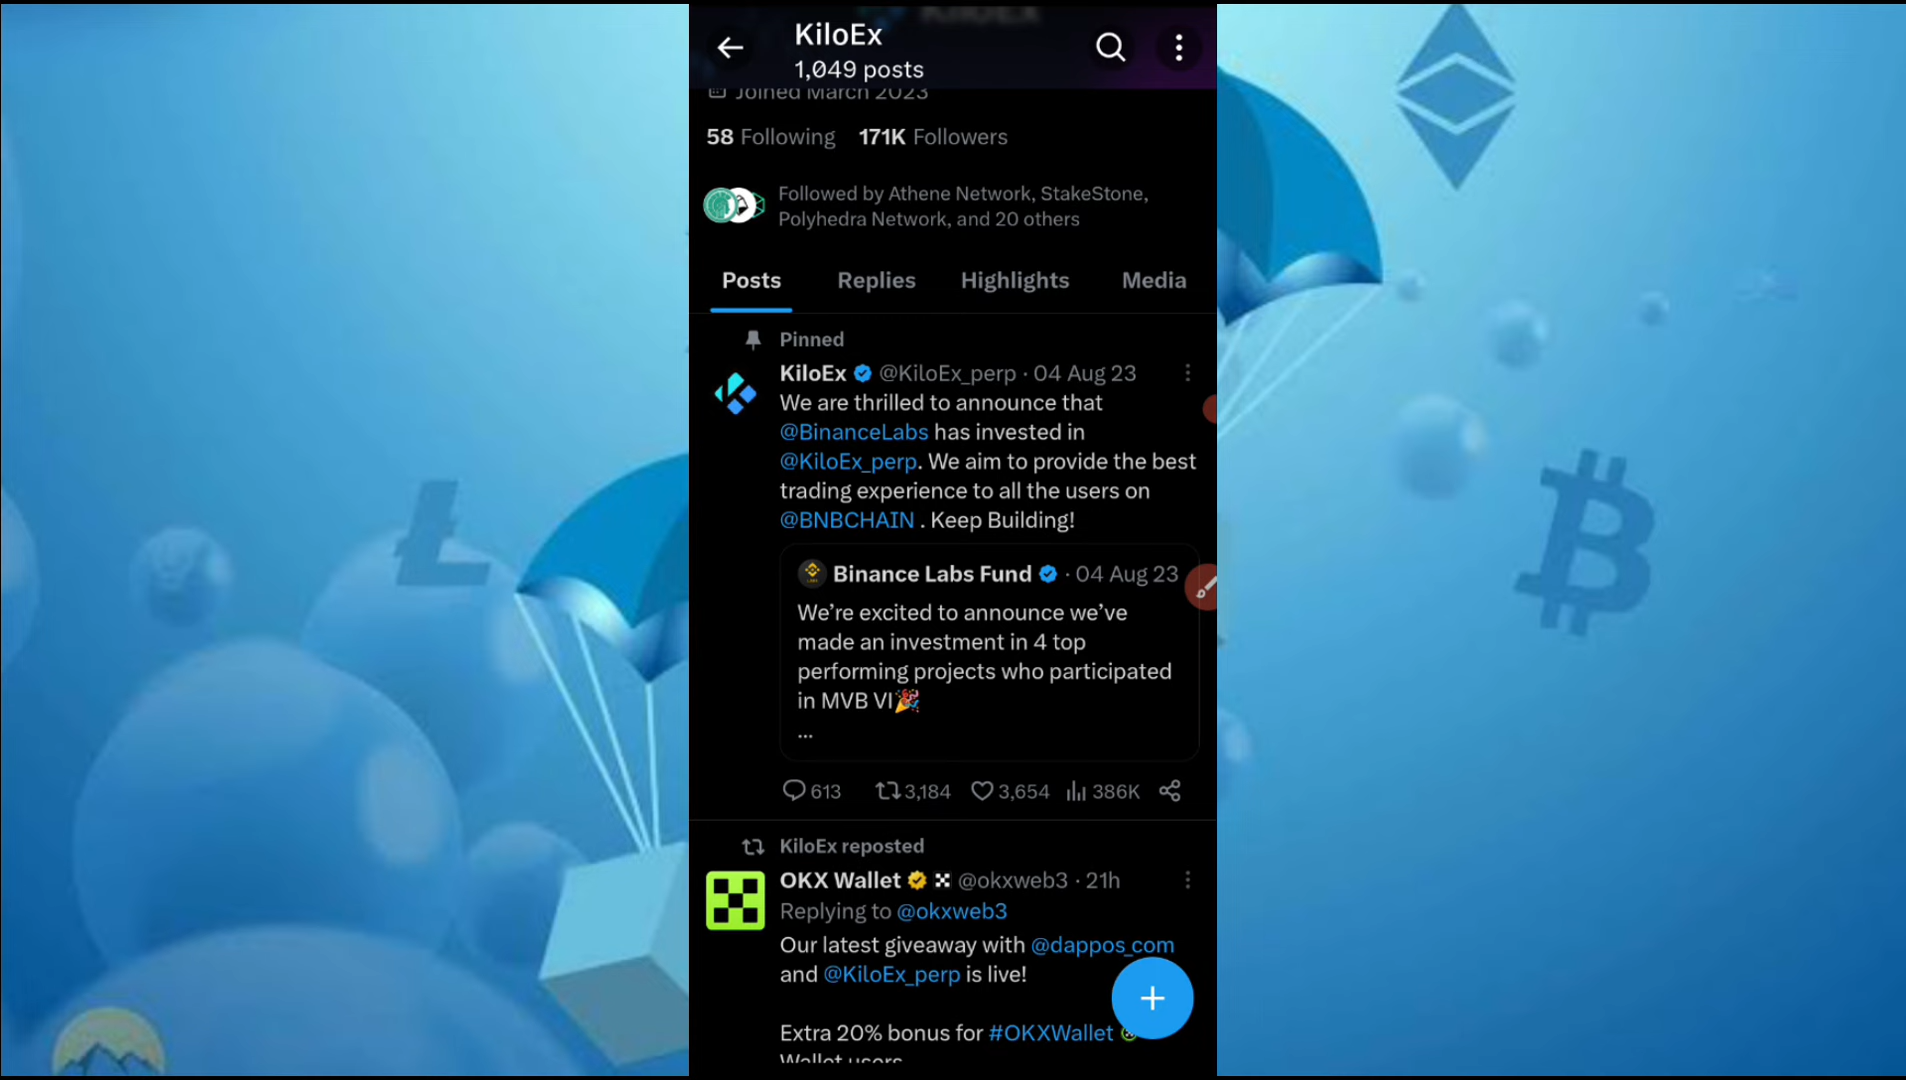 KiloEx
1,049 posts
Joined March 2023
58 Following 171K Followers
Followed by Athene Network, StakeStone,
Polyhedra Network, and 20 others
Posts Replies Highlights Media
Pinned
KiloEx @KiloEx_perp · 04 Aug 23
We are thrilled to announce that
@BinanceLabs has invested in
@KiloEx_perp. We aim to provide the best
trading experience to all the users on
@BNBCHAIN . Keep Building!
Binance Labs Fund · 04 Aug 23
We’re excited to announce we’ve
made an investment in 4 top
performing projects who participated
in MVB VI🎉
...
613 3,184 3,654 386K
KiloEx reposted
OKX Wallet @okxweb3 · 21h
Replying to @okxweb3
Our latest giveaway with @dappos_com
and @KiloEx_perp is live!
Extra 20% bonus for #OKXWallet
Wallet users